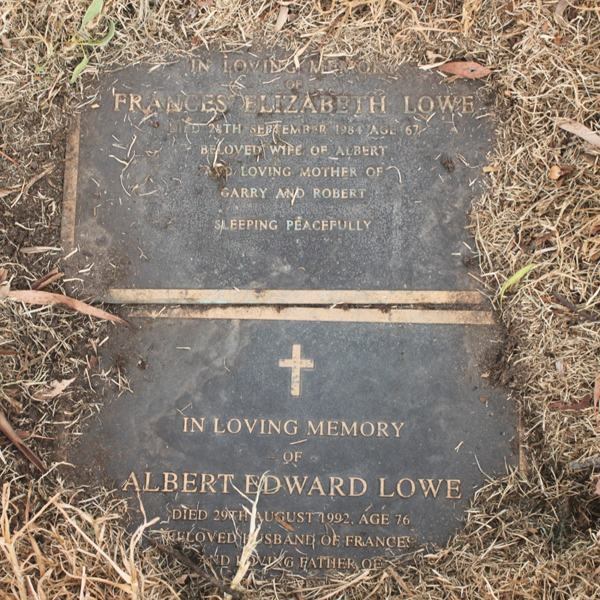 IN LOVING MEMORY
OF
FRANCES ELIZABETH LOWE
DIED 28TH SEPTEMBER 1984 AGE 67
BELOVED WIFE OF ALBERT
AND LOVING MOTHER OF
GARRY AND ROBERT
SLEEPING PEACEFULLY
IN LOVING MEMORY
OF
ALBERT EDWARD LOWE
DIED 29TH AUGUST 1992, AGE 76
BELOVED HUSBAND OF FRANCES
AND LOVING FATHER OF